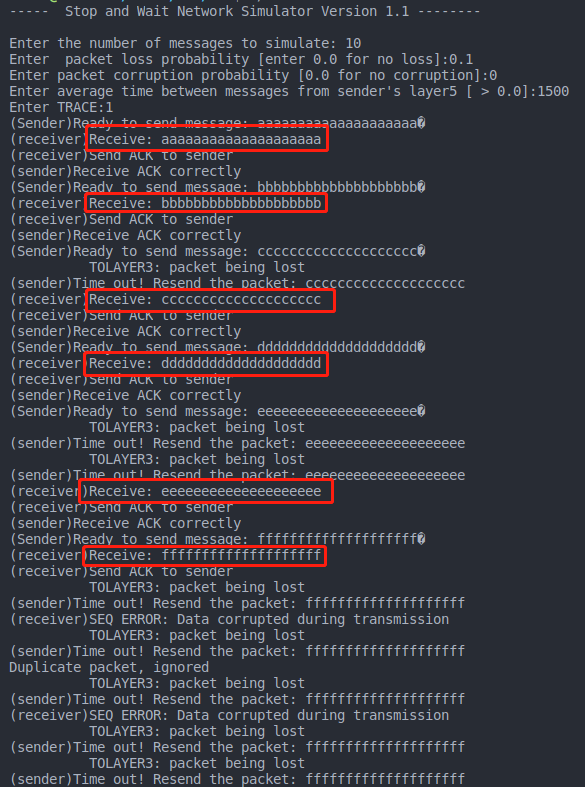 -----  Stop and Wait Network Simulator Version 1.1 --------
Enter the number of messages to simulate: 10
Enter  packet loss probability [enter 0.0 for no loss]:0.1
Enter packet corruption probability [0.0 for no corruption]:0
Enter average time between messages from sender's layer5 [ > 0.0]:1500
Enter TRACE:1
(Sender)Ready to send message: aaaaaaaaaaaaaaaaaaaa�
(receiver)Receive: aaaaaaaaaaaaaaaaaaaa
(receiver)Send ACK to sender
(sender)Receive ACK correctly
(Sender)Ready to send message: bbbbbbbbbbbbbbbbbbbb�
(receiver)Receive: bbbbbbbbbbbbbbbbbbbb
(receiver)Send ACK to sender
(sender)Receive ACK correctly
(Sender)Ready to send message: cccccccccccccccccccc�
          TOLAYER3: packet being lost
(sender)Time out! Resend the packet: cccccccccccccccccccc
(receiver)Receive: cccccccccccccccccccc
(receiver)Send ACK to sender
(sender)Receive ACK correctly
(Sender)Ready to send message: dddddddddddddddddddd�
(receiver)Receive: dddddddddddddddddddd
(receiver)Send ACK to sender
(sender)Receive ACK correctly
(Sender)Ready to send message: eeeeeeeeeeeeeeeeeeee�
          TOLAYER3: packet being lost
(sender)Time out! Resend the packet: eeeeeeeeeeeeeeeeeeee
          TOLAYER3: packet being lost
(sender)Time out! Resend the packet: eeeeeeeeeeeeeeeeeeee
(receiver)Receive: eeeeeeeeeeeeeeeeeeee
(receiver)Send ACK to sender
(sender)Receive ACK correctly
(Sender)Ready to send message: ffffffffffffffffffff�
(receiver)Receive: ffffffffffffffffffff
(receiver)Send ACK to sender
          TOLAYER3: packet being lost
(sender)Time out! Resend the packet: ffffffffffffffffffff
(receiver)SEQ ERROR: Data corrupted during transmission
          TOLAYER3: packet being lost
(sender)Time out! Resend the packet: ffffffffffffffffffff
Duplicate packet, ignored
          TOLAYER3: packet being lost
(sender)Time out! Resend the packet: ffffffffffffffffffff
(receiver)SEQ ERROR: Data corrupted during transmission
          TOLAYER3: packet being lost
(sender)Time out! Resend the packet: ffffffffffffffffffff
          TOLAYER3: packet being lost
(sender)Time out! Resend the packet: ffffffffffffffffffff